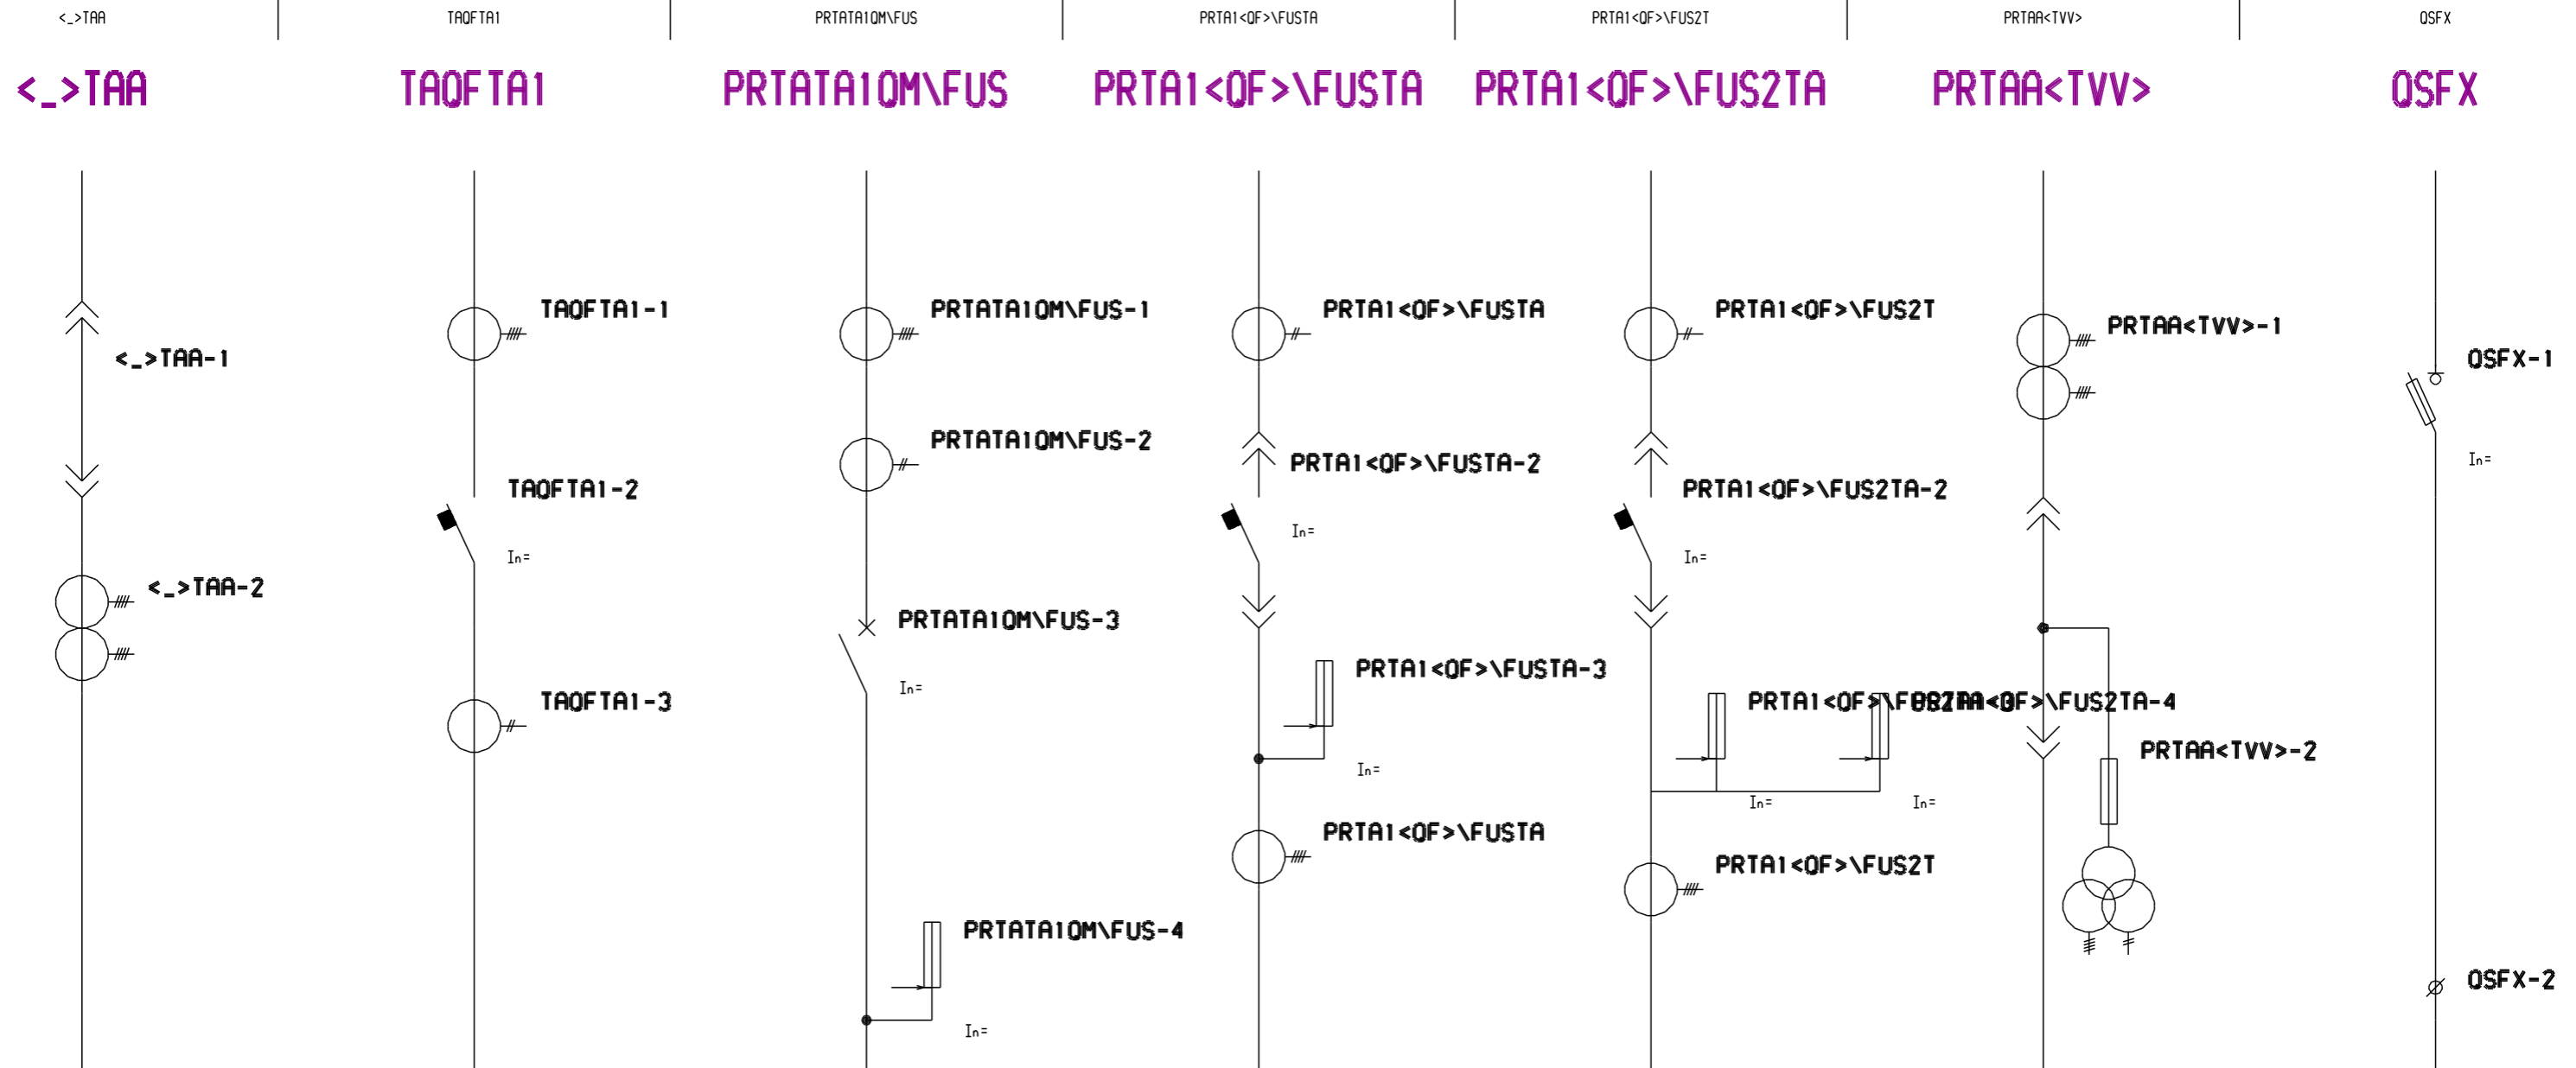 <_>TAA
TAQFTA1
PRTATA1QM\FUS
PRTA1<QF>\FUSTA
PRTA1<QF>\FUS2T
PRTAA<TVV>
QSFX
<_>TAA
TAQFTA1
PRTATA1QM\FUS
PRTA1<QF>\FUSTA
PRTA1<QF>\FUS2TA
PRTAA<TVV>
QSFX
<_>TAA-1
<_>TAA-2
TAQFTA1-1
TAQFTA1-2
In=
TAQFTA1-3
PRTATA1QM\FUS-1
PRTATA1QM\FUS-2
PRTATA1QM\FUS-3
In=
PRTATA1QM\FUS-4
In=
PRTA1<QF>\FUSTA
PRTA1<QF>\FUSTA-2
In=
PRTA1<QF>\FUSTA-3
In=
PRTA1<QF>\FUSTA
PRTA1<QF>\FUS2T
PRTA1<QF>\FUS2TA-2
In=
PRTA1<QF>\FUS2TA-3
In=
PRTA1<QF>\FUS2TA-4
In=
PRTA1<QF>\FUS2T
PRTAA<TVV>-1
PRTAA<TVV>-2
QSFX-1
In=
QSFX-2